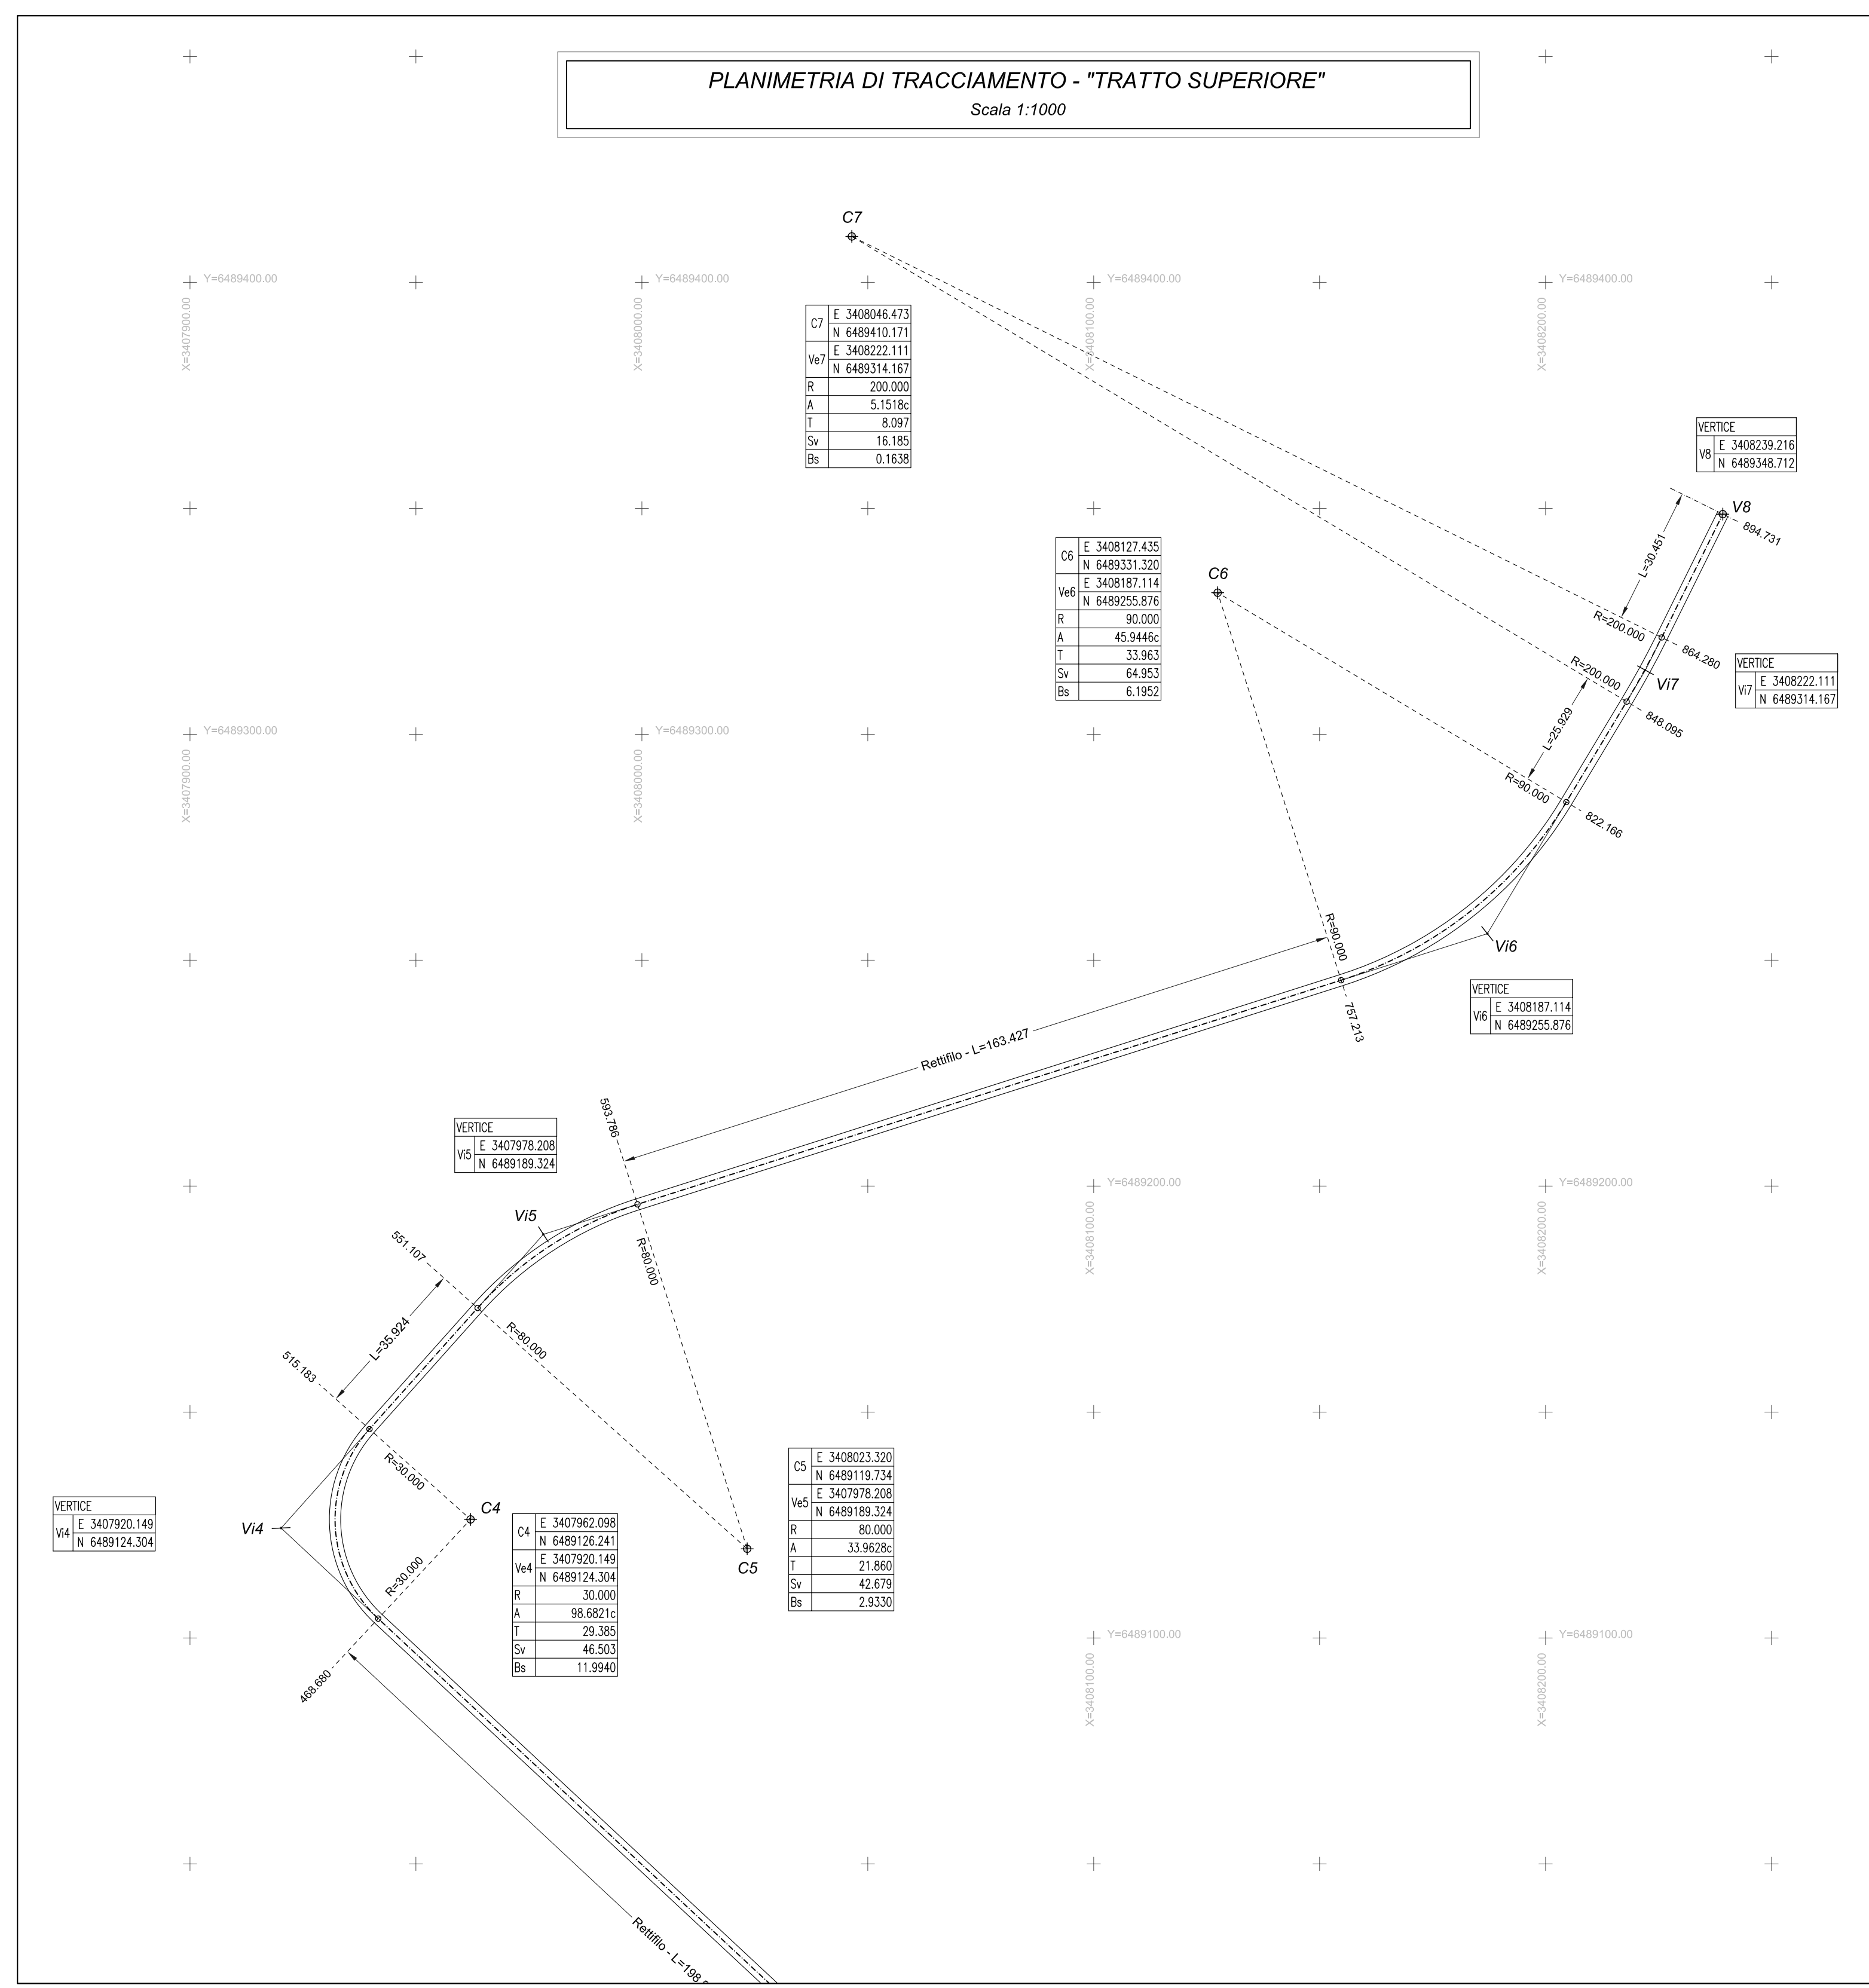 PLANIMETRIA DI TRACCIAMENTO - "TRATTO SUPERIORE"
Scala 1:1000
C7
Y=6489400.00
Y=6489400.00
Y=6489400.00
Y=6489400.00
X=3407900.00
X=3408000.00
X=3408100.00
X=3408200.00
C7
E 3408046.473
N 6489410.171
Ve7
E 3408222.111
N 6489314.167
R 200.000
A 5.1518c
T 8.097
Sv 16.185
Bs 0.1638
VERTICE
V8
E 3408239.216
N 6489348.712
V8
894.731
L=30.451
C6
E 3408127.435
N 6489331.320
Ve6
E 3408187.114
N 6489255.876
R 90.000
A 45.9446c
T 33.963
Sv 64.953
Bs 6.1952
C6
R=200.000
864.280
R=200.000
Vi7
VERTICE
Vi7
E 3408222.111
N 6489314.167
848.095
L=25.929
Y=6489300.00
Y=6489300.00
X=3407900.00
X=3408000.00
R=90.000
822.166
R=90.000
Vi6
757.213
VERTICE
Vi6
E 3408187.114
N 6489255.876
Rettifilo - L=163.427
593.786
VERTICE
Vi5
E 3407978.208
N 6489189.324
Y=6489200.00
Y=6489200.00
X=3408100.00
X=3408200.00
Vi5
551.107
R=80.000
R=80.000
L=35.924
515.183
R=30.000
C5
E 3408023.320
N 6489119.734
Ve5
E 3407978.208
N 6489189.324
R 80.000
A 33.9628c
T 21.860
Sv 42.679
Bs 2.9330
VERTICE
Vi4
E 3407920.149
N 6489124.304
Vi4
C4
C4
E 3407962.098
N 6489126.241
Ve4
E 3407920.149
N 6489124.304
R 30.000
A 98.6821c
T 29.385
Sv 46.503
Bs 11.9940
C5
R=30.000
468.680
Y=6489100.00
Y=6489100.00
X=3408100.00
X=3408200.00
Rettifilo - L=198.